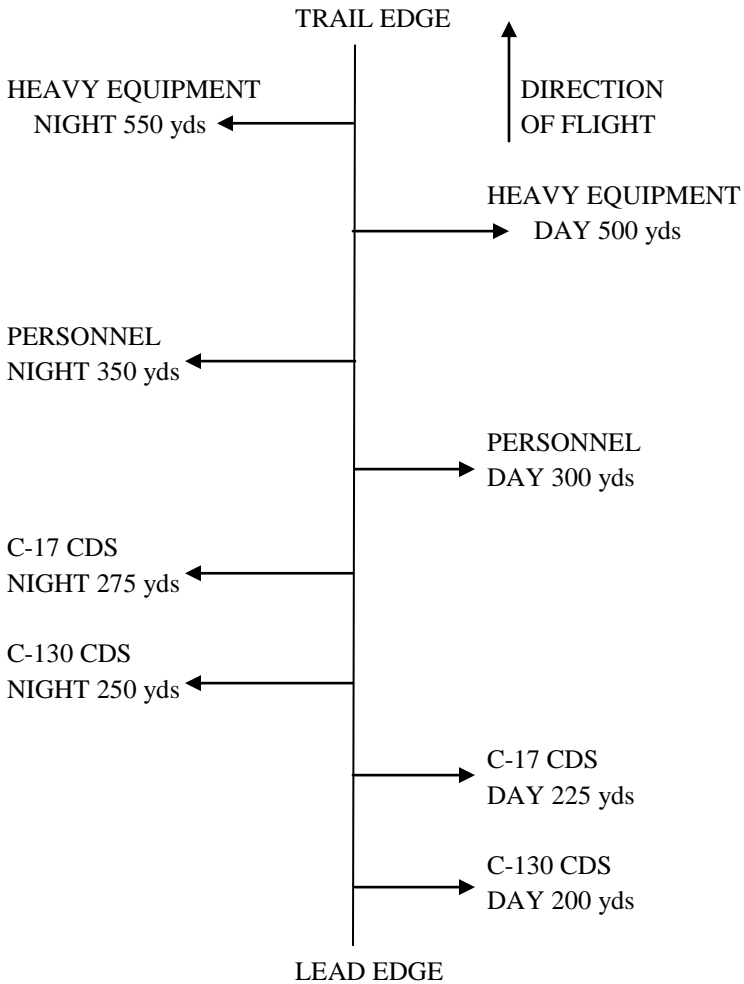 TRAIL EDGE
HEAVY EQUIPMENT
NIGHT 550 yds
DIRECTION
OF FLIGHT
HEAVY EQUIPMENT
DAY 500 yds
PERSONNEL
NIGHT 350 yds
PERSONNEL
DAY 300 yds
C-17 CDS
NIGHT 275 yds
C-130 CDS
NIGHT 250 yds
C-17 CDS
DAY 225 yds
C-130 CDS
DAY 200 yds
LEAD EDGE